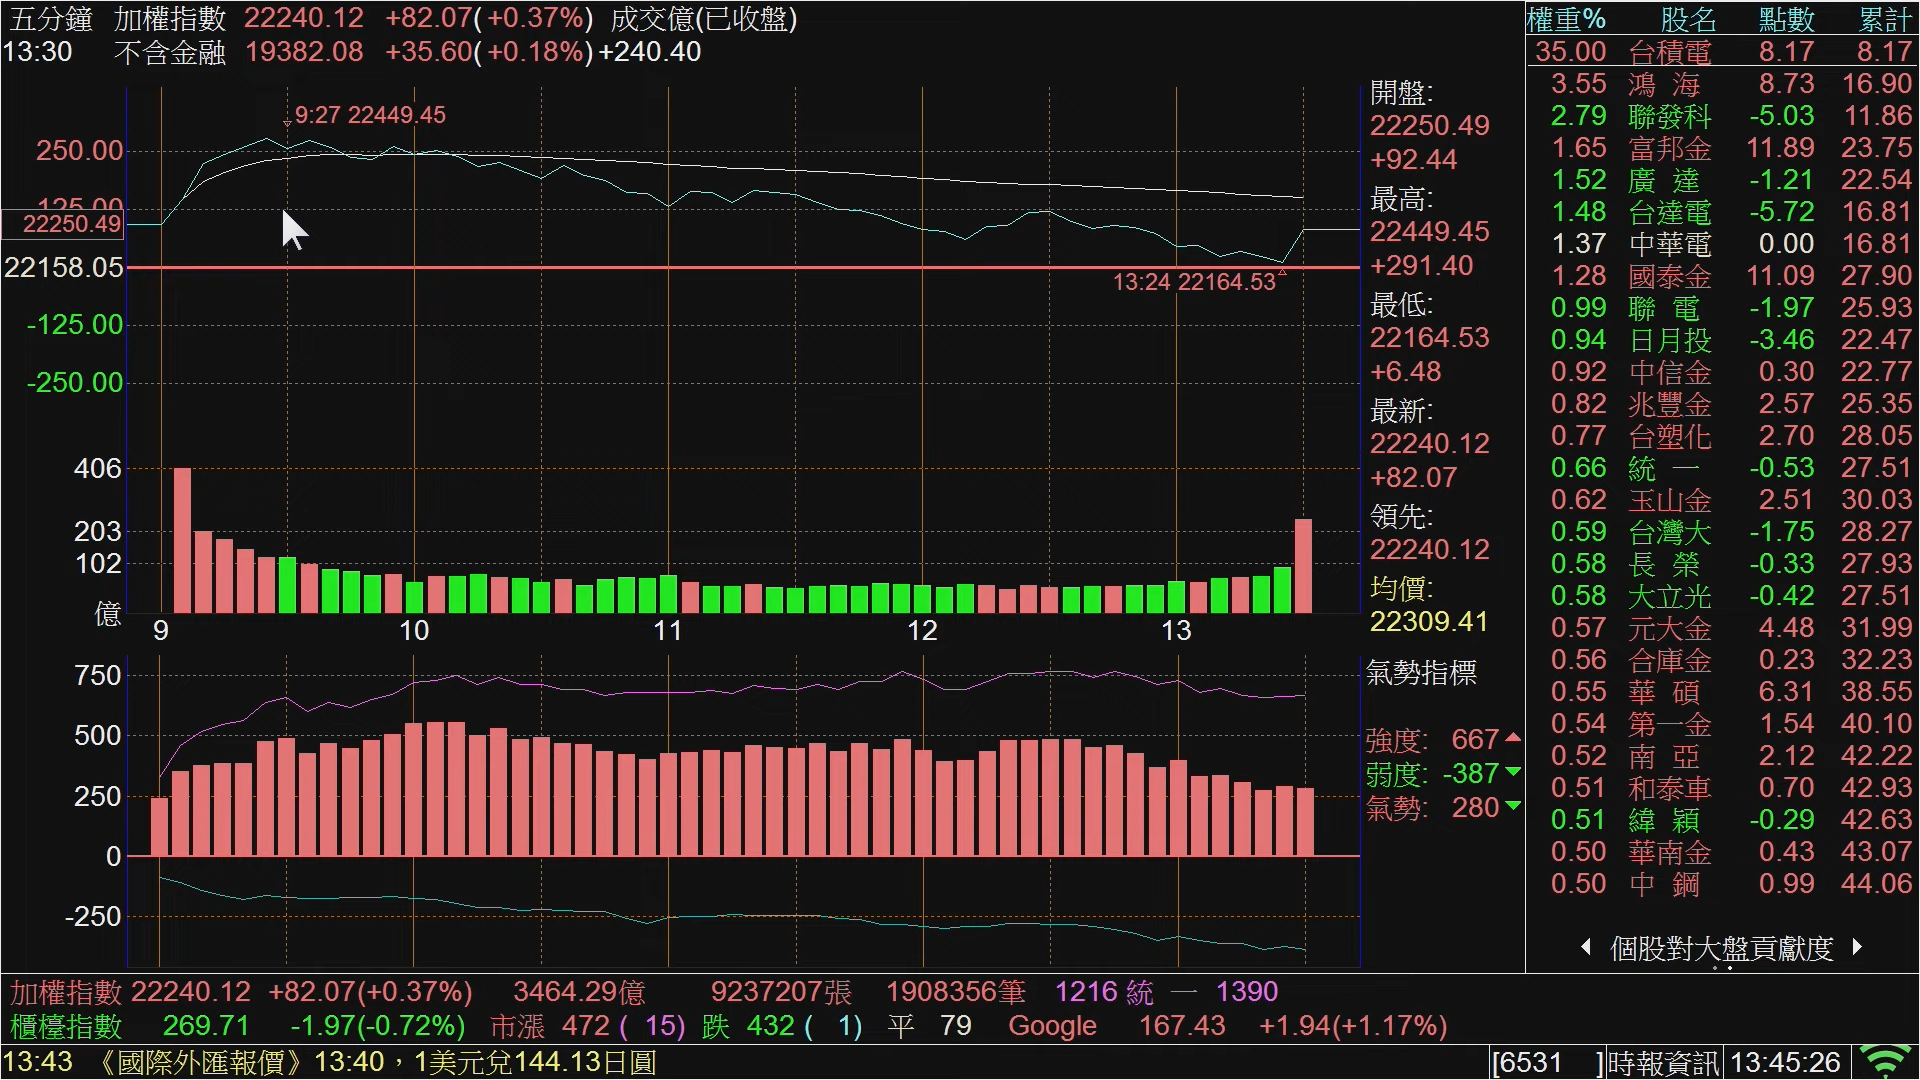 五分鐘 加權指數 22240.12 +82.07(+0.37%) 成交億(已收盤)
13:30 不含金融 19382.08 +35.60(+0.18%)+240.40
9:27 22449.45
250.00
125.00
22250.49
22158.05
13:24 22164.53
-125.00
-250.00
406
203
102
億
9 10 11 12 13
750
500
250
0
-250
開盤:
22250.49
+92.44
最高:
22449.45
+291.40
最低:
22164.53
+6.48
最新:
22240.12
+82.07
領先:
22240.12
均價:
22309.41
氣勢指標
強度: 667
弱度: -387
氣勢: 280
權重% 股名 點數 累計
35.00 台積電 8.17 8.17
3.55 鴻海 8.73 16.90
2.79 聯發科 -5.03 11.86
1.65 富邦金 11.89 23.75
1.52 廣達 -1.21 22.54
1.48 台達電 -5.72 16.81
1.37 中華電 0.00 16.81
1.28 國泰金 11.09 27.90
0.99 聯電 -1.97 25.93
0.94 日月投 -3.46 22.47
0.92 中信金 0.30 22.77
0.82 兆豐金 2.57 25.35
0.77 台塑化 2.70 28.05
0.66 統一 -0.53 27.51
0.62 玉山金 2.51 30.03
0.59 台灣大 -1.75 28.27
0.58 長榮 -0.33 27.93
0.58 大立光 -0.42 27.51
0.57 元大金 4.48 31.99
0.56 合庫金 0.23 32.23
0.55 華碩 6.31 38.55
0.54 第一金 1.54 40.10
0.52 南亞 2.12 42.22
0.51 和泰車 0.70 42.93
0.51 緯穎 -0.29 42.63
0.50 華南金 0.43 43.07
0.50 中鋼 0.99 44.06
個股對大盤貢獻度
加權指數 22240.12 +82.07(+0.37%) 3464.29億 9237207張 1908356筆 1216 統一 1390
櫃檯指數 269.71 -1.97(-0.72%) 市漲 472 ( 15) 跌 432 ( 1) 平 79 Google 167.43 +1.94(+1.17%)
13:43 《國際外匯報價》13:40，1美元兌144.13日圓 [6531 ]時報資訊 13:45:26